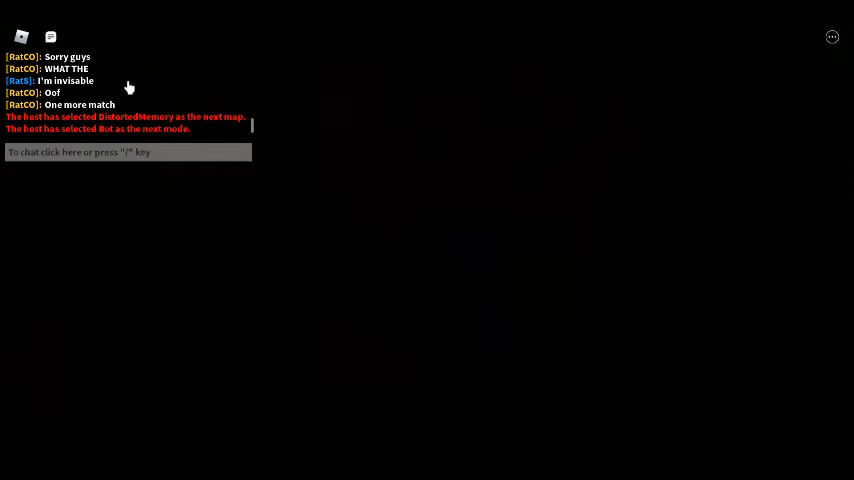 [RatCO]: Sorry guys
[RatCO]: WHAT THE
[RatS]: I'm invisable
[RatCO]: Oof
[RatCO]: One more match
The host has selected DistortedMemory as the next map.
The host has selected Bot as the next mode.
To chat click here or press "/" key